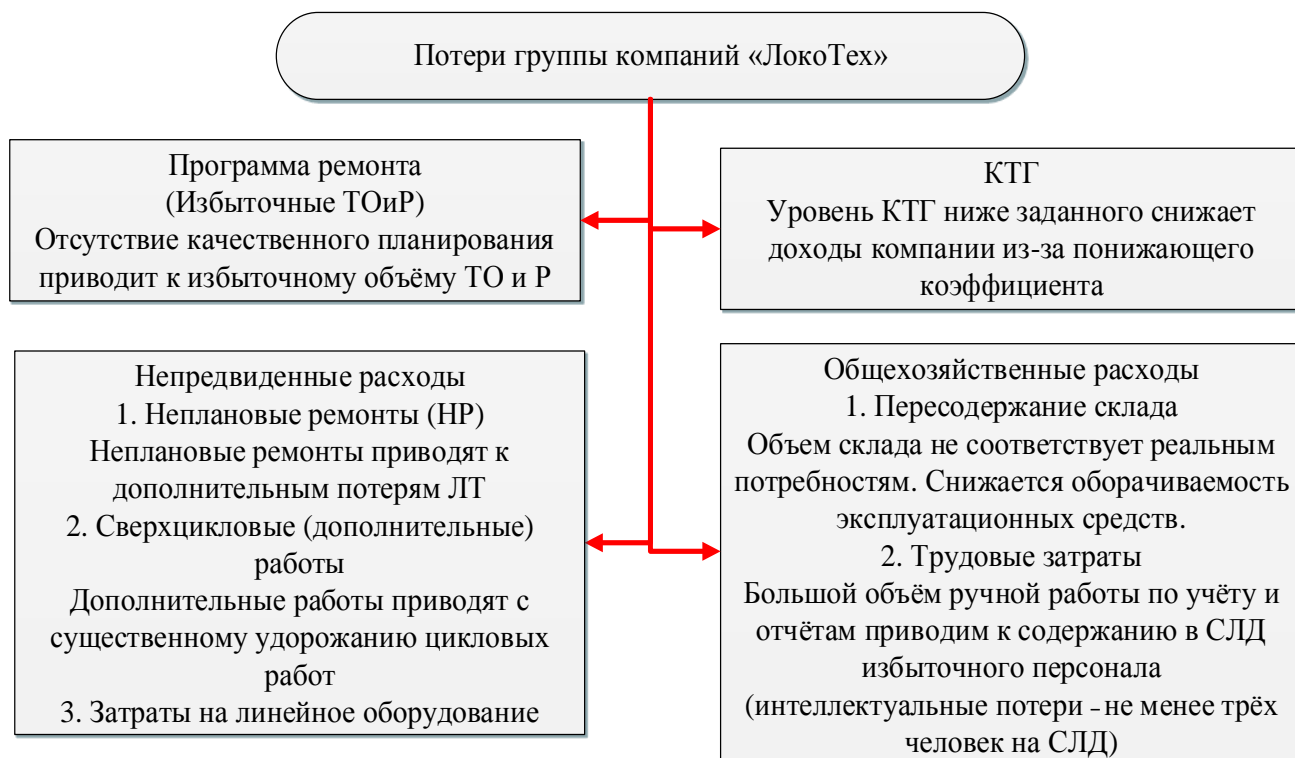 Потери группы компаний «ЛокоТех»
Программа ремонта
(Избыточные ТОиР)
Отсутствие качественного планирования
приводит к избыточному объёму ТО и Р
КТГ
Уровень КТГ ниже заданного снижает
доходы компании из-за понижающего
коэффициента
Непредвиденные расходы
1. Неплановые ремонты (НР)
Неплановые ремонты приводят к
дополнительным потерям ЛТ
2. Сверхцикловые (дополнительные)
работы
Дополнительные работы приводят с
существенному удорожанию цикловых
работ
3. Затраты на линейное оборудование
Общехозяйственные расходы
1. Пересодержание склада
Объем склада не соответствует реальным
потребностям. Снижается оборачиваемость
эксплуатационных средств.
2. Трудовые затраты
Большой объём ручной работы по учёту и
отчётам приводим к содержанию в СЛД
избыточного персонала
(интеллектуальные потери - не менее трёх
человек на СЛД)